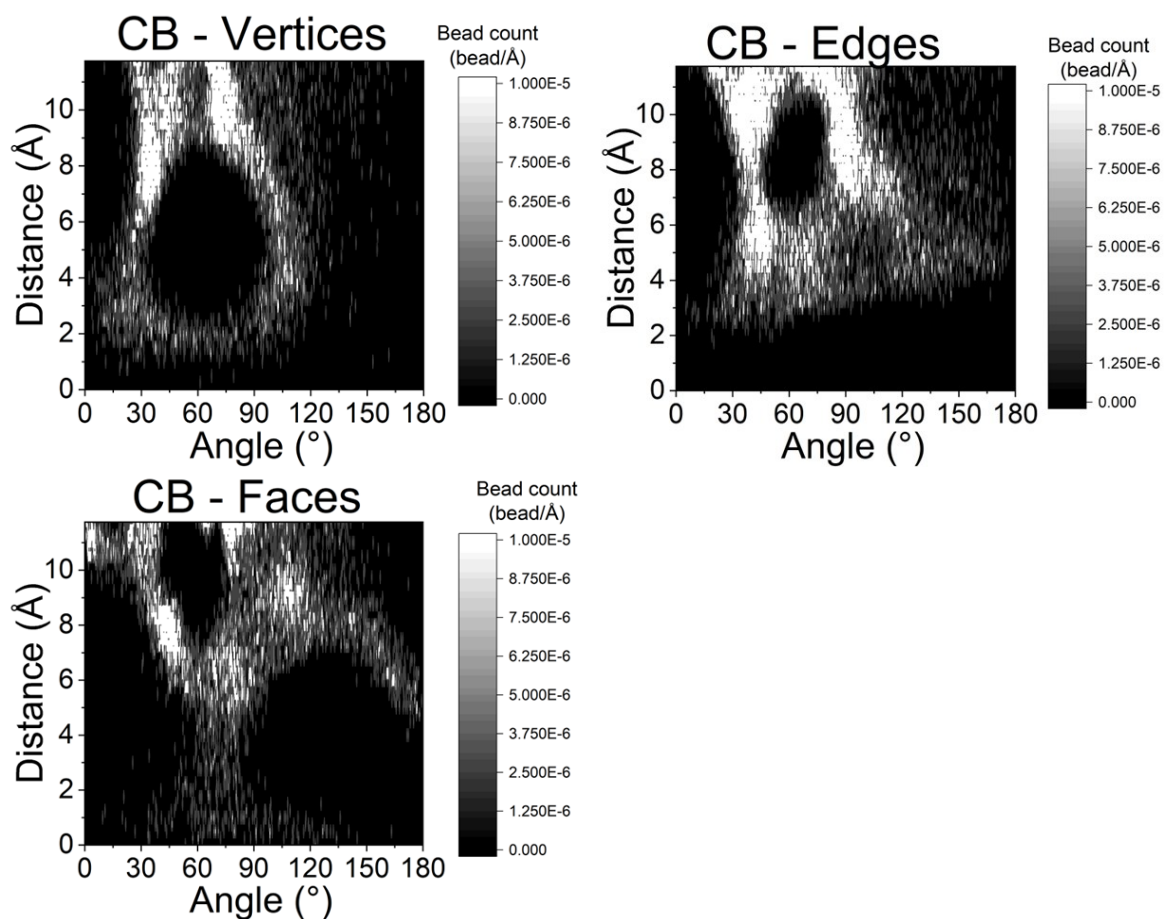 CB - Vertices
Bead count
(bead/Å)
1.000E-5
8.750E-6
7.500E-6
6.250E-6
5.000E-6
3.750E-6
2.500E-6
1.250E-6
0.000
Distance (Å)
10
8
6
4
2
0
0 30 60 90 120 150 180
Angle (°)
CB - Edges
Bead count
(bead/Å)
1.000E-5
8.750E-6
7.500E-6
6.250E-6
5.000E-6
3.750E-6
2.500E-6
1.250E-6
0.000
Distance (Å)
10
8
6
4
2
0
0 30 60 90 120 150 180
Angle (°)
CB - Faces
Bead count
(bead/Å)
1.000E-5
8.750E-6
7.500E-6
6.250E-6
5.000E-6
3.750E-6
2.500E-6
1.250E-6
0.000
Distance (Å)
10
8
6
4
2
0
0 30 60 90 120 150 180
Angle (°)